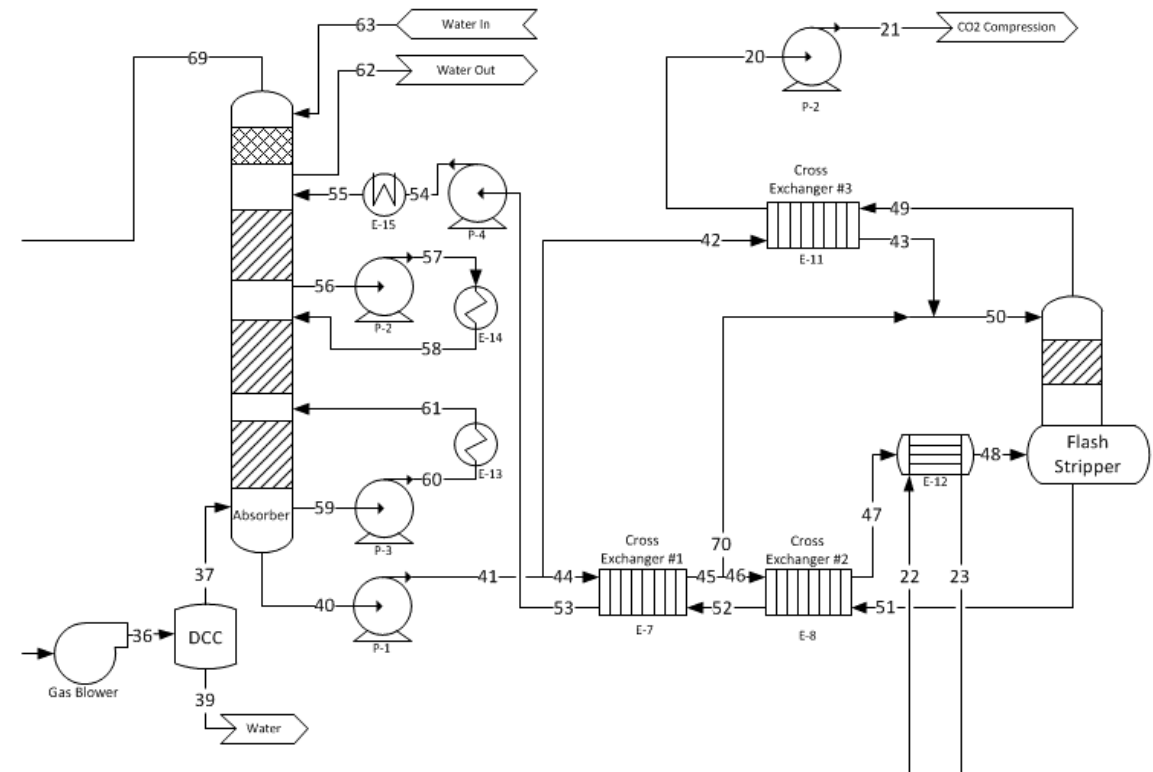 63
Water In
21
CO2 Compression
69
62
Water Out
20
P-2
Cross
Exchanger #3
55
54
E-15
P-4
49
42
43
E-11
57
56
P-2
E-14
58
50
61
E-13
60
59
P-3
Absorber
Flash
Stripper
48
E-12
47
70
Cross
Exchanger #1
Cross
Exchanger #2
37
41
44
45
46
22
23
40
53
52
51
P-1
E-7
E-8
36
DCC
Gas Blower
39
Water